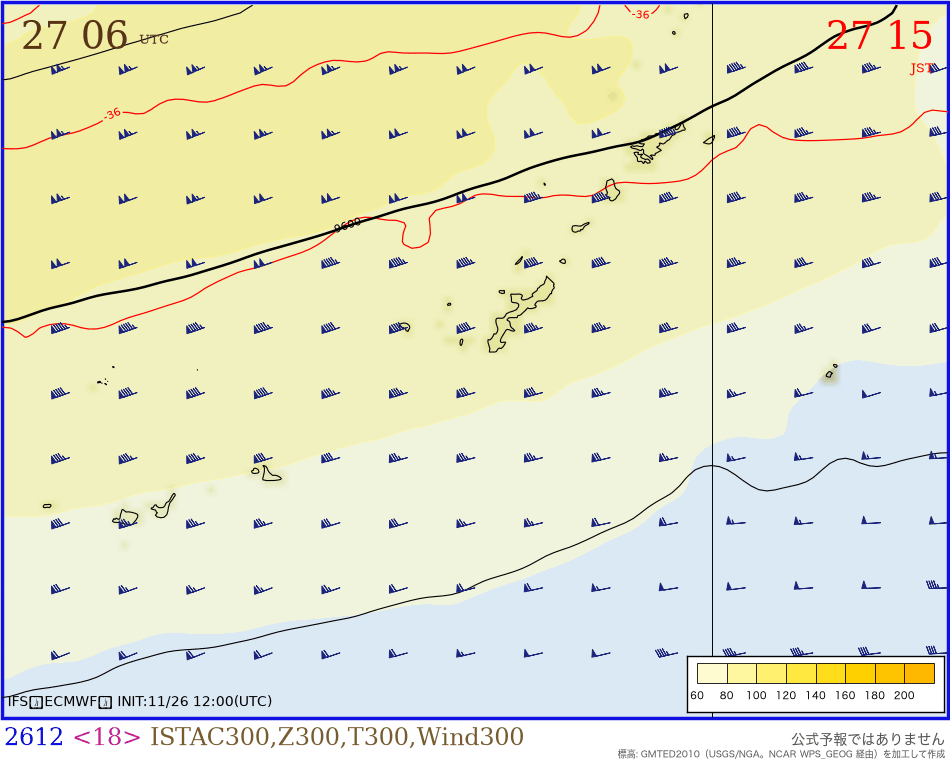 27 06 UTC
27 15
JST
-36
-36
9600
IFS ECMWF INIT:11/26 12:00(UTC)
60 80 100 120 140 160 180 200
2612 <18> ISTAC300,Z300,T300,Wind300
公式予報ではありません
標高: GMTED2010（USGS/NGA。NCAR WPS_GEOG 経由）を加工して作成